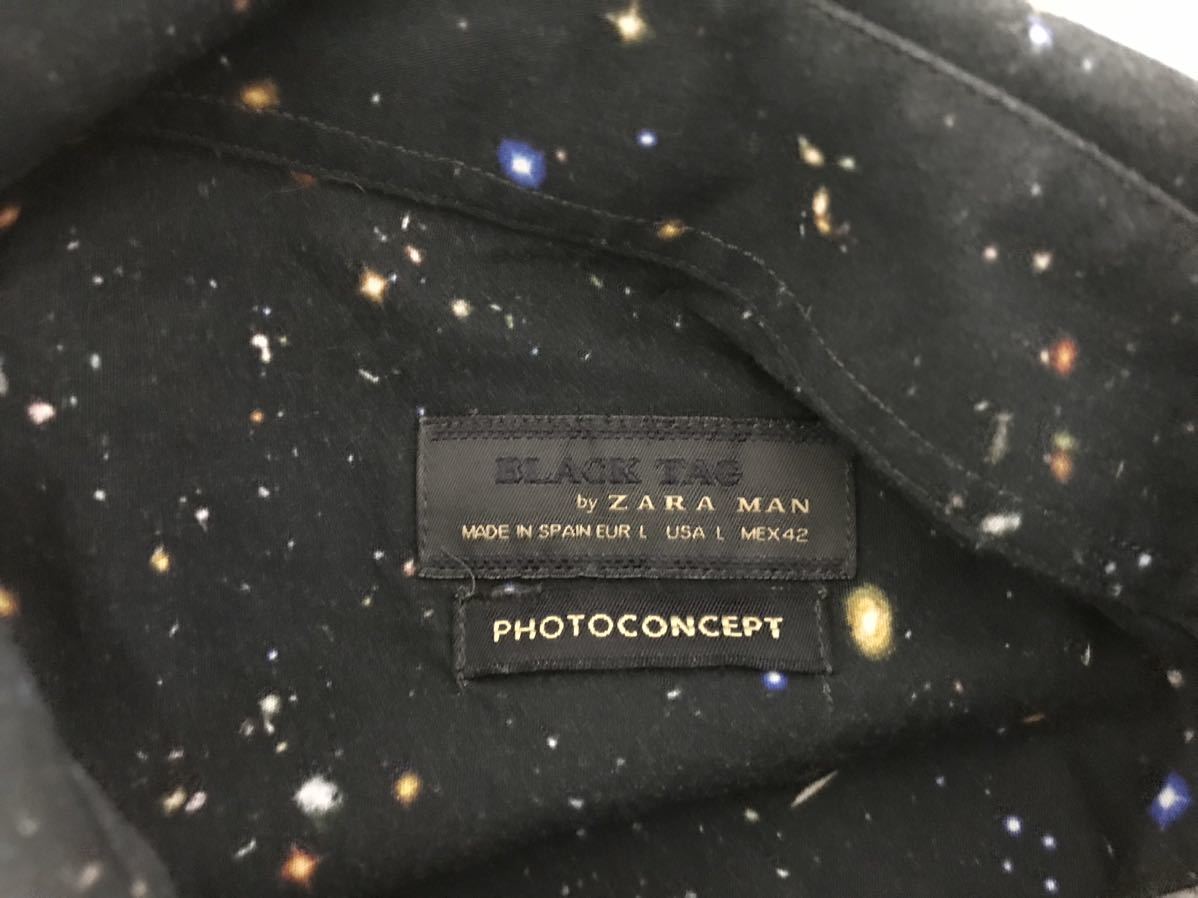 BLACK TAG
by ZARA MAN
MADE IN SPAIN EUR L USA L MEX 42
PHOTOCONCEPT